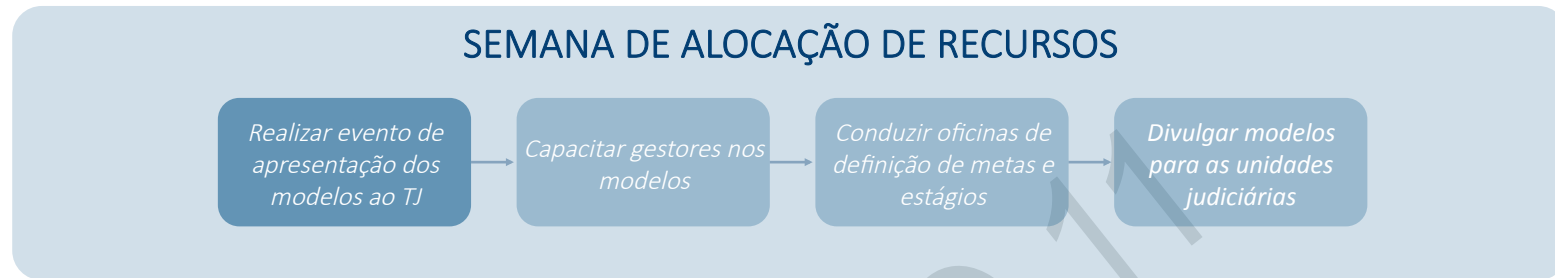 SEMANA DE ALOCAÇÃO DE RECURSOS
Realizar evento de
apresentação dos
modelos ao TJ
Capacitar gestores nos
modelos
Conduzir oficinas de
definição de metas e
estágios
Divulgar modelos
para as unidades
judiciárias